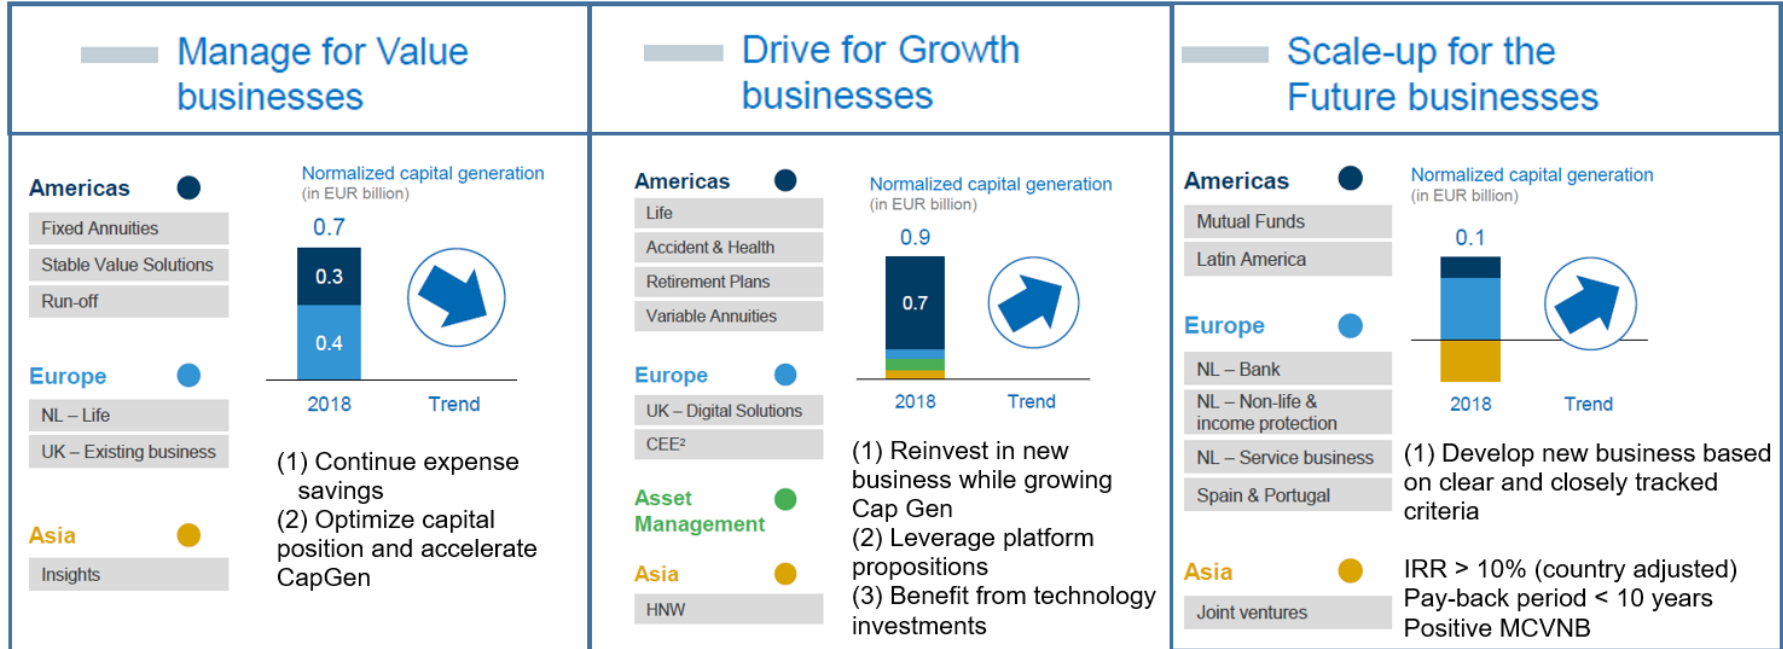 Manage for Value
businesses
Drive for Growth
businesses
Scale-up for the
Future businesses
Americas
Fixed Annuities
Stable Value Solutions
Run-off
Europe
NL – Life
UK – Existing business
Asia
Insights
Normalized capital generation
(in EUR billion)
0.7
0.3
0.4
2018
Trend
(1) Continue expense
savings
(2) Optimize capital
position and accelerate
CapGen
Americas
Life
Accident & Health
Retirement Plans
Variable Annuities
Europe
UK – Digital Solutions
CEE²
Asset
Management
Asia
HNW
Normalized capital generation
(in EUR billion)
0.9
0.7
2018
Trend
(1) Reinvest in new
business while growing
Cap Gen
(2) Leverage platform
propositions
(3) Benefit from technology
investments
Americas
Mutual Funds
Latin America
Europe
NL – Bank
NL – Non-life &
income protection
NL – Service business
Spain & Portugal
Asia
Joint ventures
Normalized capital generation
(in EUR billion)
0.1
2018
Trend
(1) Develop new business based
on clear and closely tracked
criteria
IRR > 10% (country adjusted)
Pay-back period < 10 years
Positive MCVNB